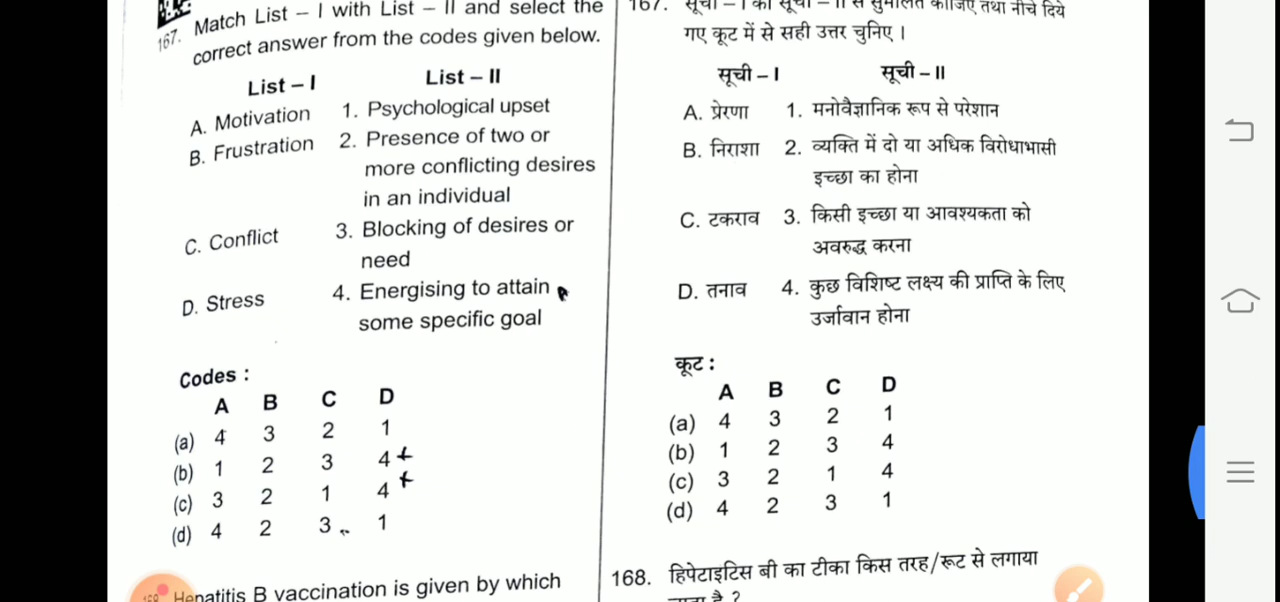 167. Match List – I with List – II and select the
correct answer from the codes given below.
List – I List – II
A. Motivation 1. Psychological upset
B. Frustration 2. Presence of two or
more conflicting desires
in an individual
C. Conflict 3. Blocking of desires or
need
D. Stress 4. Energising to attain
some specific goal
Codes :
A B C D
(a) 4 3 2 1
(b) 1 2 3 4
(c) 3 2 1 4
(d) 4 2 3 1
Hepatitis B vaccination is given by which
167. सूची – I को सूची – II से सुमेलित कीजिए तथा नीचे दिये
गए कूट में से सही उत्तर चुनिए ।
सूची – I सूची – II
A. प्रेरणा 1. मनोवैज्ञानिक रूप से परेशान
B. निराशा 2. व्यक्ति में दो या अधिक विरोधाभासी
इच्छा का होना
C. टकराव 3. किसी इच्छा या आवश्यकता को
अवरुद्ध करना
D. तनाव 4. कुछ विशिष्ट लक्ष्य की प्राप्ति के लिए
उर्जावान होना
कूट :
A B C D
(a) 4 3 2 1
(b) 1 2 3 4
(c) 3 2 1 4
(d) 4 2 3 1
168. हिपेटाइटिस बी का टीका किस तरह/रूट से लगाया
जाता है ?